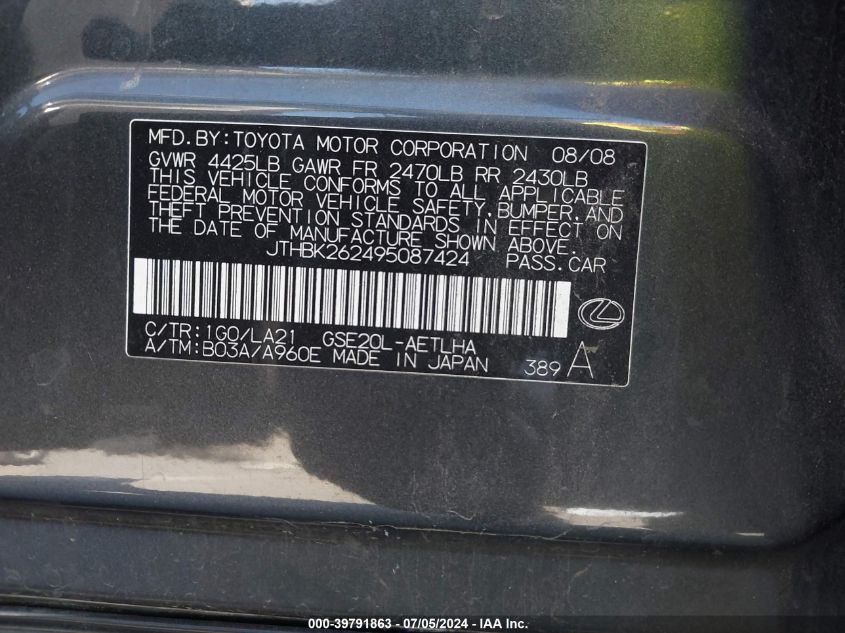 MFD.BY:TOYOTA MOTOR CORPORATION 08/08
GVWR 4425LB GAWR FR 2470LB RR 2430LB
THIS VEHICLE CONFORMS TO ALL APPLICABLE
FEDERAL MOTOR VEHICLE SAFETY,BUMPER,AND
THEFT PREVENTION STANDARDS IN EFFECT ON
THE DATE OF MANUFACTURE SHOWN ABOVE.
JTHBK262495087424 PASS.CAR
C/TR:1G0/LA21 GSE20L-AETLHA
A/TM:B03A/A960E MADE IN JAPAN 389 A
000-39791863 - 07/05/2024 - IAA Inc.